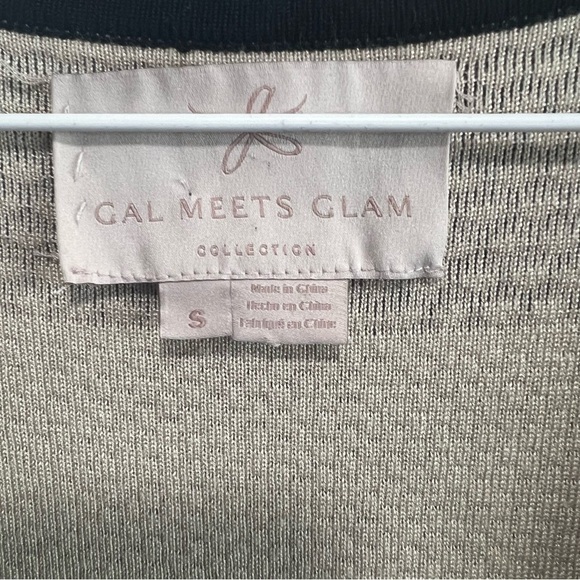 GAL MEETS GLAM
COLLECTION
S
Made in China
Hecho en China
Fabriqué en Chine